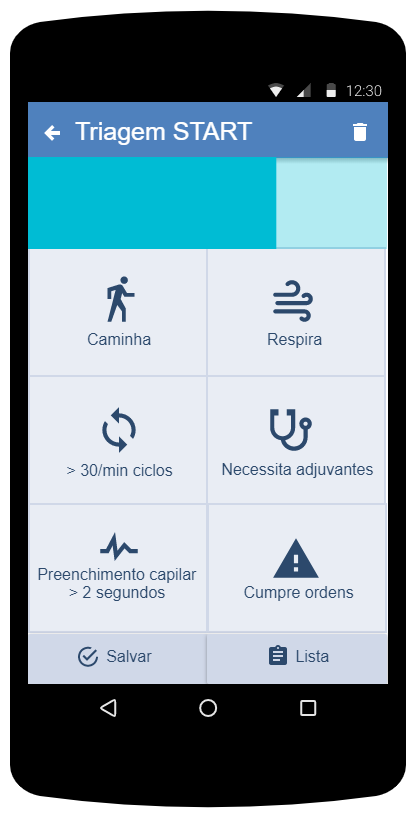 12:30
Triagem START
Caminha
Respira
> 30/min ciclos
Necessita adjuvantes
Preenchimento capilar
> 2 segundos
Cumpre ordens
Salvar
Lista